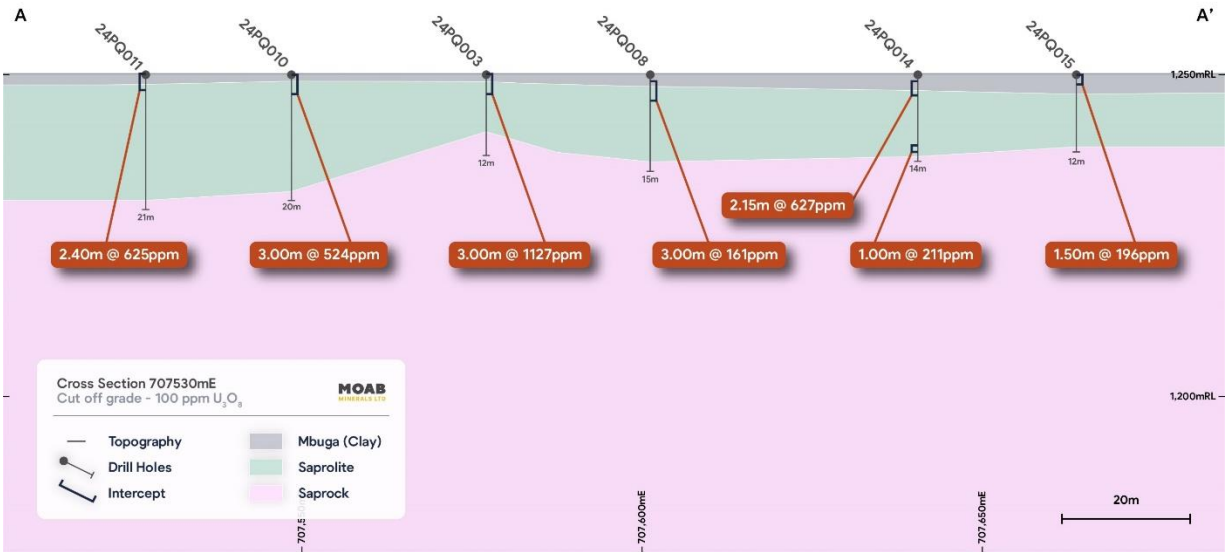 A
A'
24PQ011
24PQ010
24PQ003
24PQ008
24PQ014
24PQ015
1,250mRL
12m
15m
14m
12m
21m
20m
2.15m @ 627ppm
2.40m @ 625ppm
3.00m @ 524ppm
3.00m @ 1127ppm
3.00m @ 161ppm
1.00m @ 211ppm
1.50m @ 196ppm
Cross Section 707530mE
Cut off grade - 100 ppm U₃O₈
MOAB
MINERALS LTD
1,200mRL
Topography
Drill Holes
Intercept
Mbuga (Clay)
Saprolite
Saprock
707,600mE
707,650mE
20m